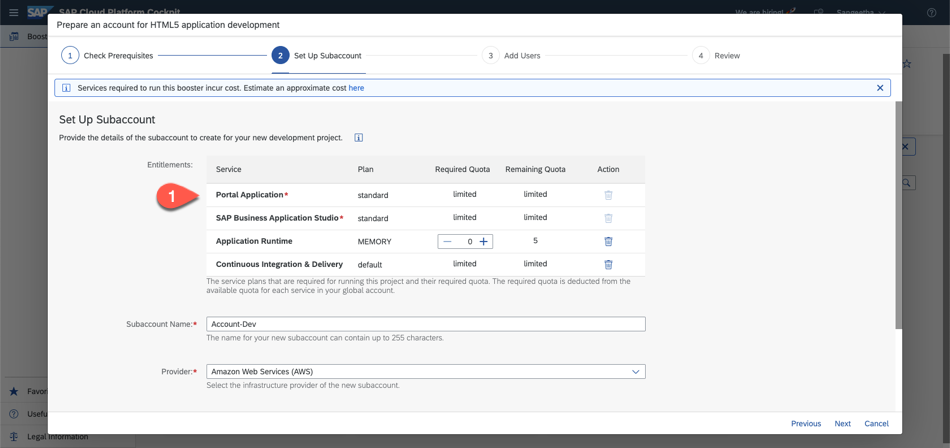 SAP SAP Cloud Platform Cockpit
We are hiring!
Sangeetha
Boost
Prepare an account for HTML5 application development
1 Check Prerequisites 2 Set Up Subaccount 3 Add Users 4 Review
Services required to run this booster incur cost. Estimate an approximate cost here
Set Up Subaccount
Provide the details of the subaccount to create for your new development project.
Entitlements:
Service Plan Required Quota Remaining Quota Action
1
Portal Application* standard limited limited
SAP Business Application Studio* standard limited limited
Application Runtime MEMORY 0 5
Continuous Integration & Delivery default limited limited
The service plans that are required for running this project and their required quota. The required quota is deducted from the
available quota for each service in your global account.
Subaccount Name:* Account-Dev
The name for your new subaccount can contain up to 255 characters.
Provider:* Amazon Web Services (AWS)
Select the infrastructure provider of the new subaccount.
Favor
Usefu
Legal Information
Previous Next Cancel